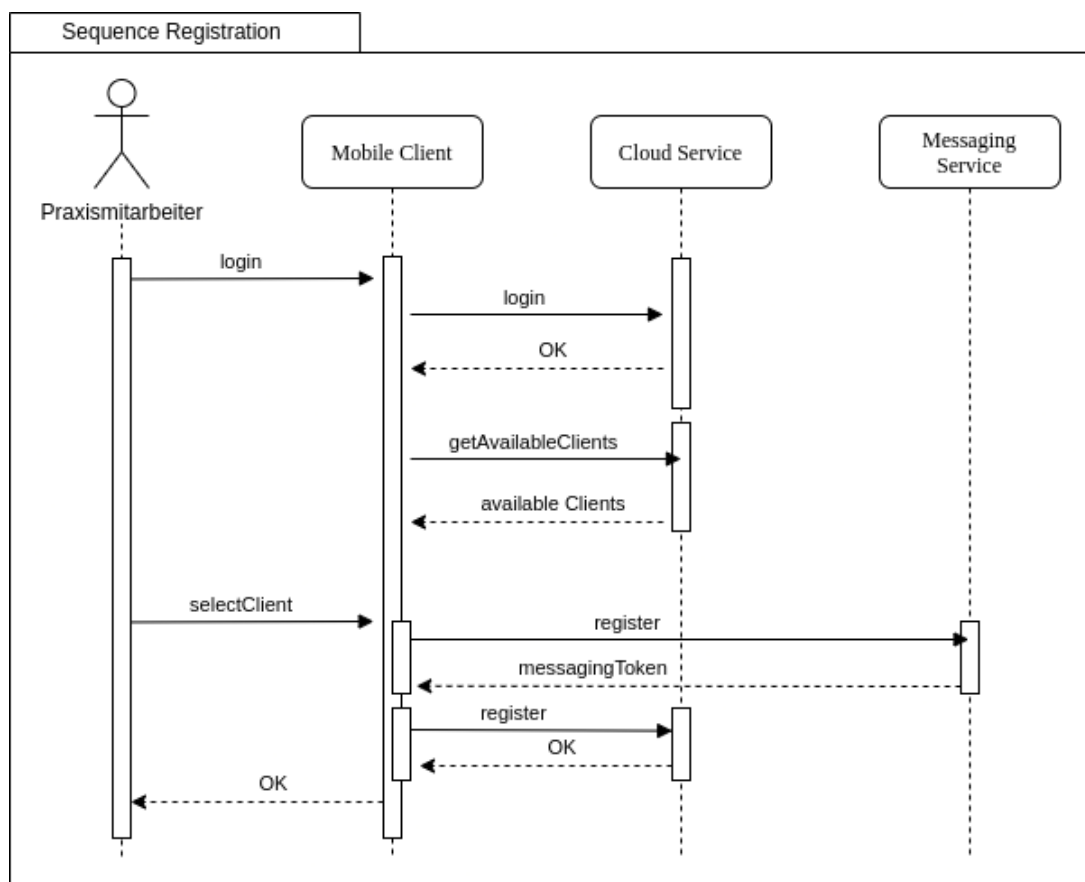 Sequence Registration
Praxismitarbeiter
Mobile Client
Cloud Service
Messaging
Service
login
login
OK
getAvailableClients
available Clients
selectClient
register
messagingToken
register
OK
OK